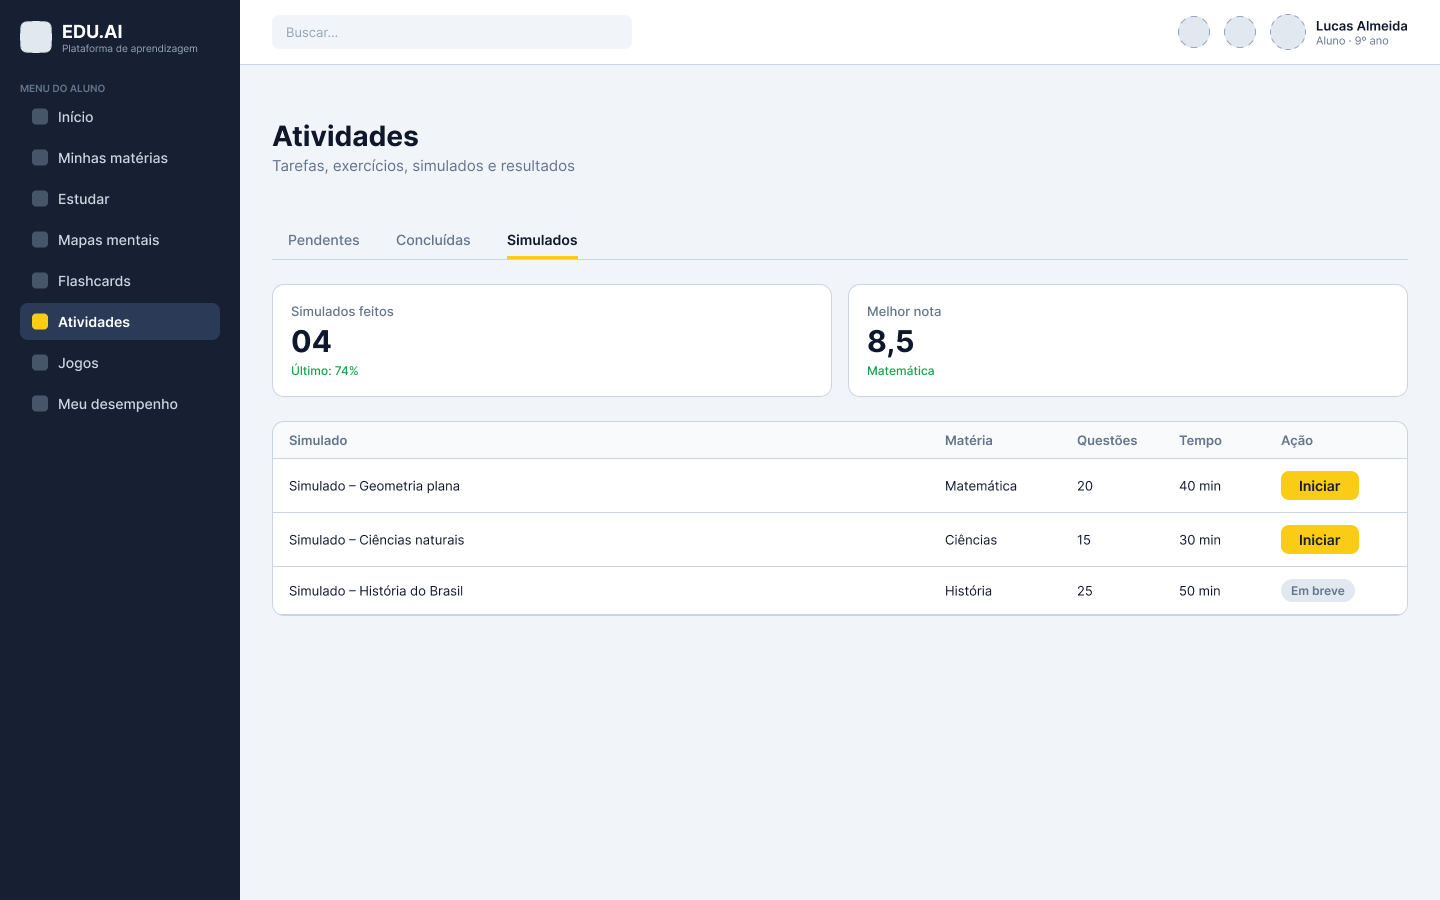 EDU.AI
Plataforma de aprendizagem
MENU DO ALUNO
Início
Minhas matérias
Estudar
Mapas mentais
Flashcards
Atividades
Jogos
Meu desempenho
Buscar...
Lucas Almeida
Aluno · 9º ano
Atividades
Tarefas, exercícios, simulados e resultados
Pendentes Concluídas Simulados
Simulados feitos
04
Último: 74%
Melhor nota
8,5
Matemática
Simulado Matéria Questões Tempo Ação
Simulado – Geometria plana Matemática 20 40 min Iniciar
Simulado – Ciências naturais Ciências 15 30 min Iniciar
Simulado – História do Brasil História 25 50 min Em breve